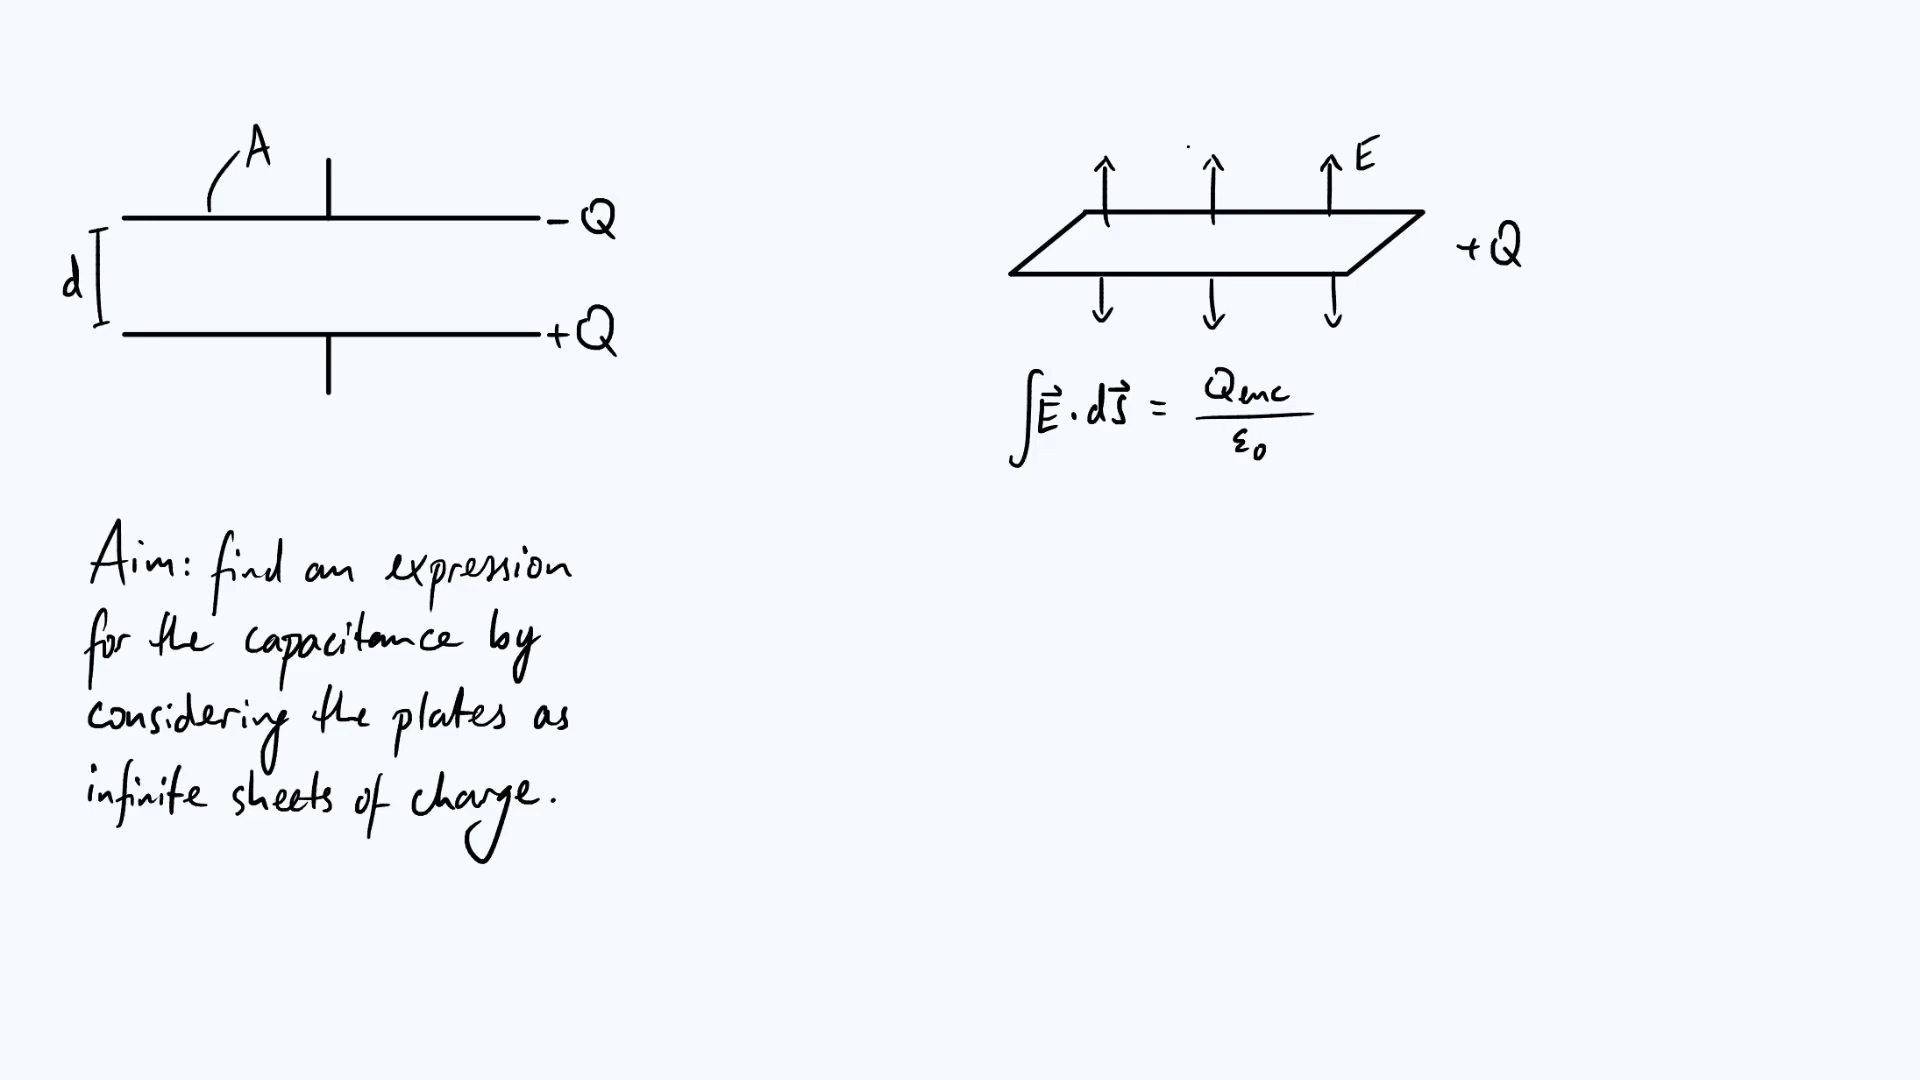 A
- Q
d
+ Q
Aim: find an expression
for the capacitance by
considering the plates as
infinite sheets of charge.
E
+ Q
∫E⃗ . dS⃗ = Qenc / ε₀